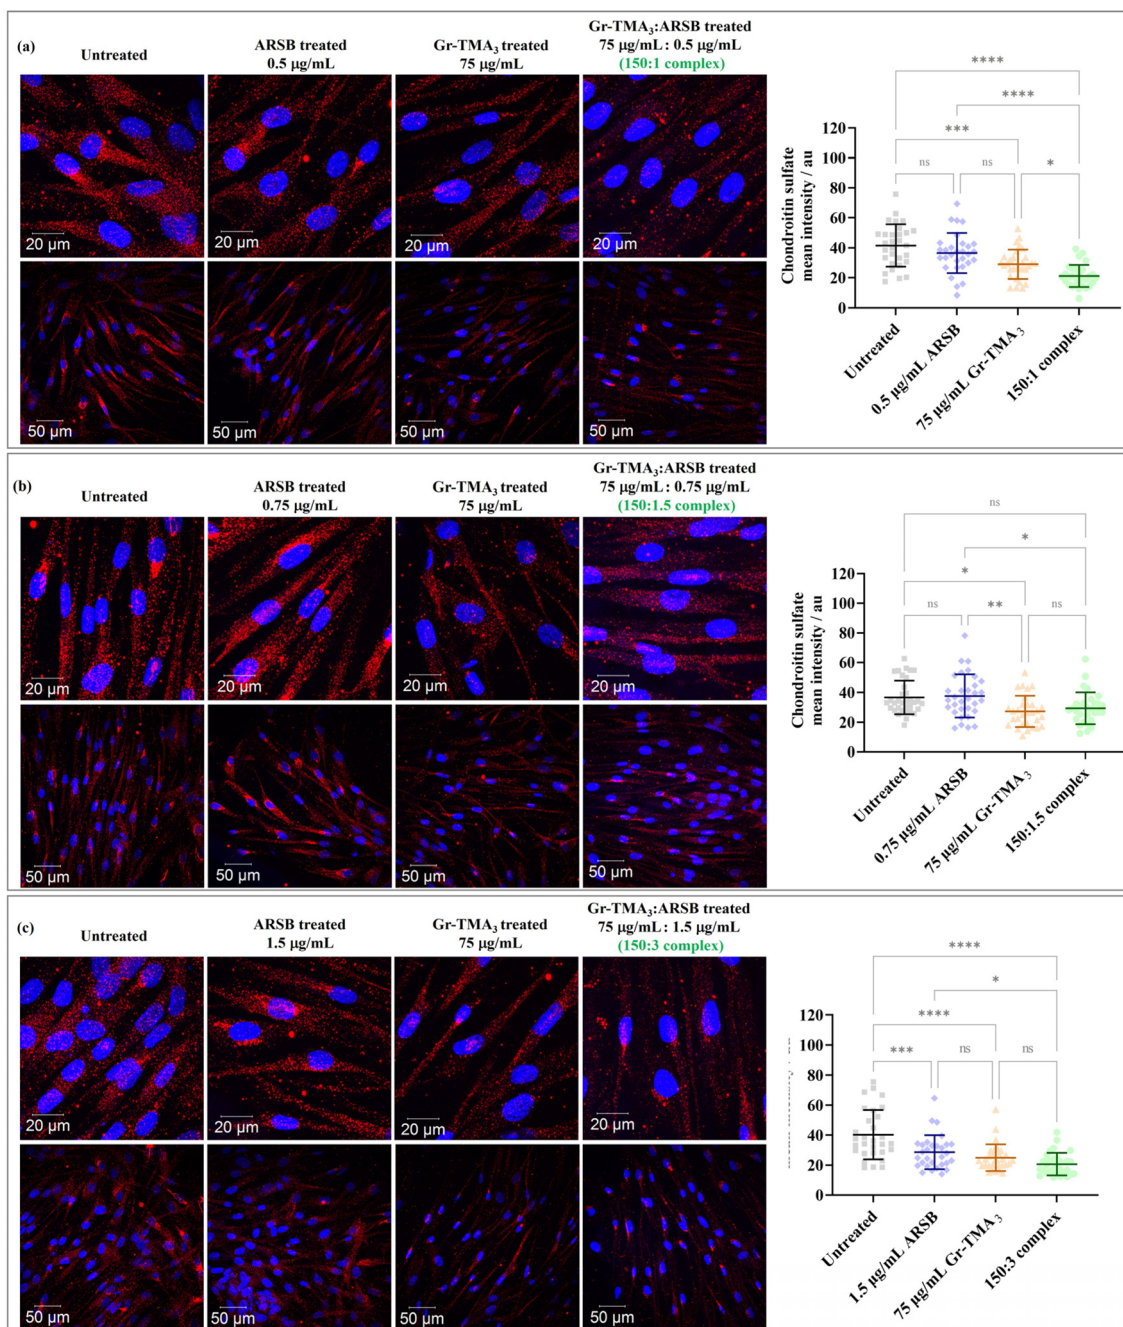 (a)
Untreated
ARSB treated
0.5 μg/mL
Gr-TMA₃ treated
75 μg/mL
Gr-TMA₃:ARSB treated
75 μg/mL : 0.5 μg/mL
(150:1 complex)
20 μm
20 μm
20 μm
20 μm
50 μm
50 μm
50 μm
50 μm
****
****
***
ns
ns
*
Chondroitin sulfate
mean intensity / au
120
100
80
60
40
20
0
Untreated
0.5 μg/mL ARSB
75 μg/mL Gr-TMA₃
150:1 complex
(b)
Untreated
ARSB treated
0.75 μg/mL
Gr-TMA₃ treated
75 μg/mL
Gr-TMA₃:ARSB treated
75 μg/mL : 0.75 μg/mL
(150:1.5 complex)
20 μm
20 μm
20 μm
20 μm
50 μm
50 μm
50 μm
50 μm
ns
*
*
ns
**
ns
Chondroitin sulfate
mean intensity / au
120
100
80
60
40
20
0
Untreated
0.75 μg/mL ARSB
75 μg/mL Gr-TMA₃
150:1.5 complex
(c)
Untreated
ARSB treated
1.5 μg/mL
Gr-TMA₃ treated
75 μg/mL
Gr-TMA₃:ARSB treated
75 μg/mL : 1.5 μg/mL
(150:3 complex)
20 μm
20 μm
20 μm
20 μm
50 μm
50 μm
50 μm
50 μm
****
*
****
***
ns
ns
120
100
80
60
40
20
0
Untreated
1.5 μg/mL ARSB
75 μg/mL Gr-TMA₃
150:3 complex